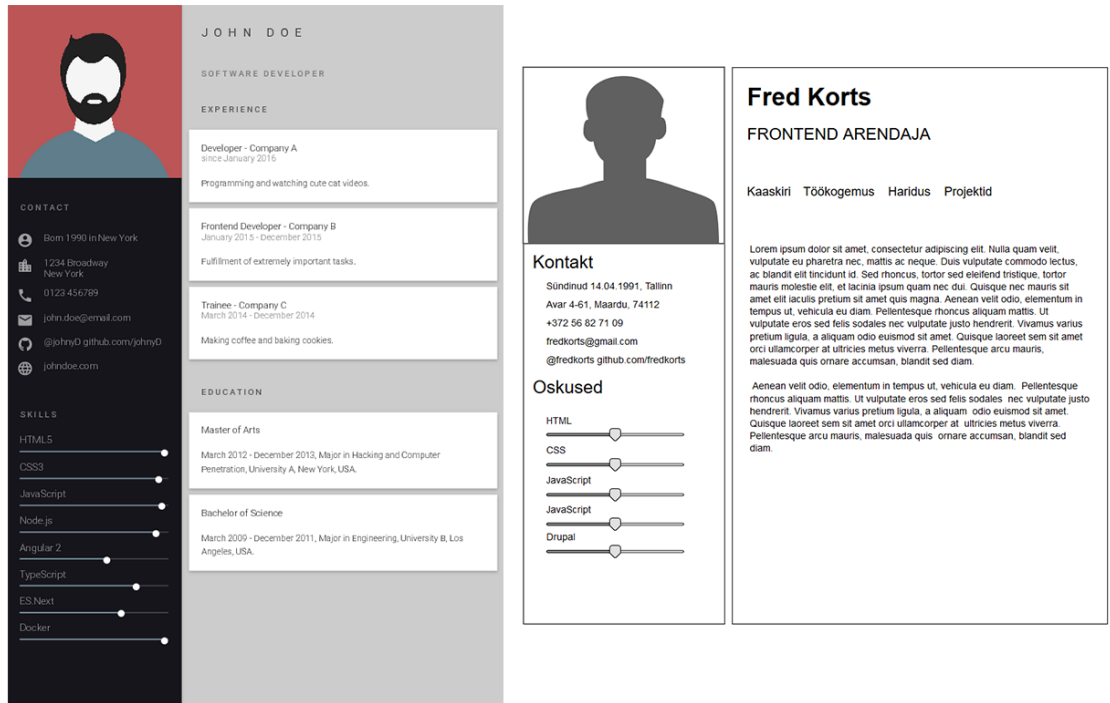 JOHN DOE
SOFTWARE DEVELOPER
EXPERIENCE
Developer - Company A
since January 2016
Programming and watching cute cat videos.
Frontend Developer - Company B
January 2015 - December 2015
Fulfillment of extremely important tasks.
Trainee - Company C
March 2014 - December 2014
Making coffee and baking cookies.
EDUCATION
Master of Arts
March 2012 - December 2013, Major in Hacking and Computer
Penetration, University A, New York, USA.
Bachelor of Science
March 2009 - December 2011, Major in Engineering, University B, Los
Angeles, USA.
CONTACT
Born 1990 in New York
1234 Broadway
New York
0123 456789
john.doe@email.com
@johnyD github.com/johnyD
johndoe.com
SKILLS
HTML5
CSS3
JavaScript
Node.js
Angular 2
TypeScript
ES.Next
Docker
Kontakt
Sündinud 14.04.1991, Tallinn
Avar 4-61, Maardu, 74112
+372 56 82 71 09
fredkorts@gmail.com
@fredkorts github.com/fredkorts
Oskused
HTML
CSS
JavaScript
JavaScript
Drupal
Fred Korts
FRONTEND ARENDAJA
Kaaskiri Töökogemus Haridus Projektid
Lorem ipsum dolor sit amet, consectetur adipiscing elit. Nulla quam velit,
vulputate eu pharetra nec, mattis ac neque. Duis vulputate commodo lectus,
ac blandit elit tincidunt id. Sed rhoncus, tortor sed eleifend tristique, tortor
mauris molestie elit, et lacinia ipsum quam nec dui. Quisque nec mauris sit
amet elit iaculis pretium sit amet quis magna. Aenean velit odio, elementum in
tempus ut, vehicula eu diam. Pellentesque rhoncus aliquam mattis. Ut
vulputate eros sed felis sodales nec vulputate justo hendrerit. Vivamus varius
pretium ligula, a aliquam odio euismod sit amet. Quisque laoreet sem sit amet
orci ullamcorper at ultricies metus viverra. Pellentesque arcu mauris,
malesuada quis ornare accumsan, blandit sed diam.
Aenean velit odio, elementum in tempus ut, vehicula eu diam. Pellentesque
rhoncus aliquam mattis. Ut vulputate eros sed felis sodales nec vulputate justo
hendrerit. Vivamus varius pretium ligula, a aliquam odio euismod sit amet.
Quisque laoreet sem sit amet orci ullamcorper at ultricies metus viverra.
Pellentesque arcu mauris, malesuada quis ornare accumsan, blandit sed
diam.